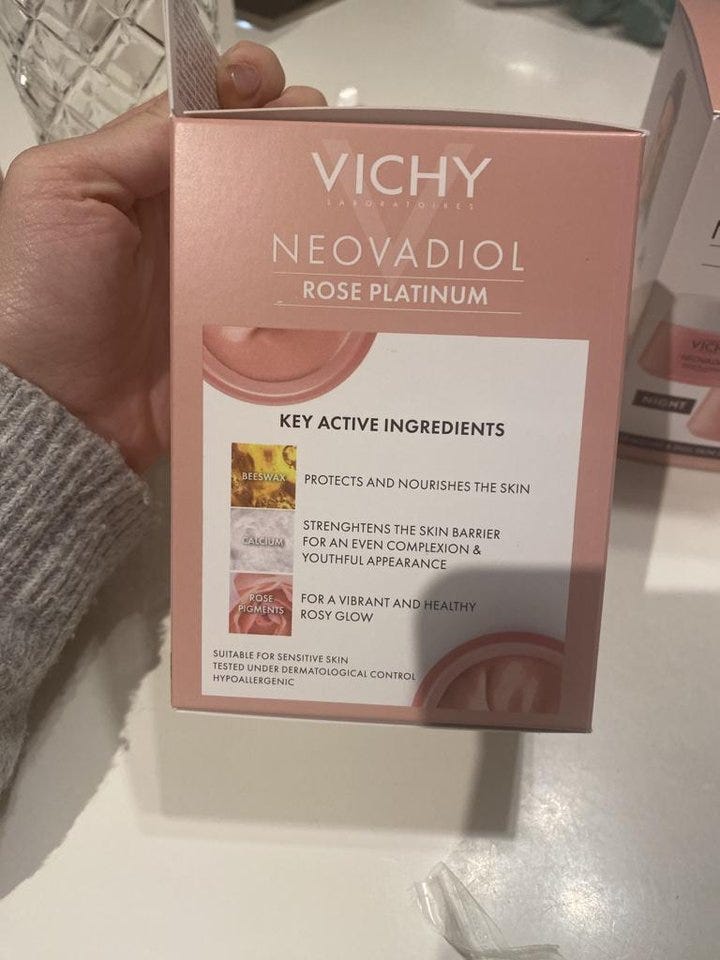 VICHY
LABORATOIRES
NEOVADIOL
ROSE PLATINUM
KEY ACTIVE INGREDIENTS
BEESWAX
PROTECTS AND NOURISHES THE SKIN
CALCIUM
STRENGHTENS THE SKIN BARRIER
FOR AN EVEN COMPLEXION &
YOUTHFUL APPEARANCE
ROSE
PIGMENTS
FOR A VIBRANT AND HEALTHY
ROSY GLOW
SUITABLE FOR SENSITIVE SKIN
TESTED UNDER DERMATOLOGICAL CONTROL
HYPOALLERGENIC
NIGHT